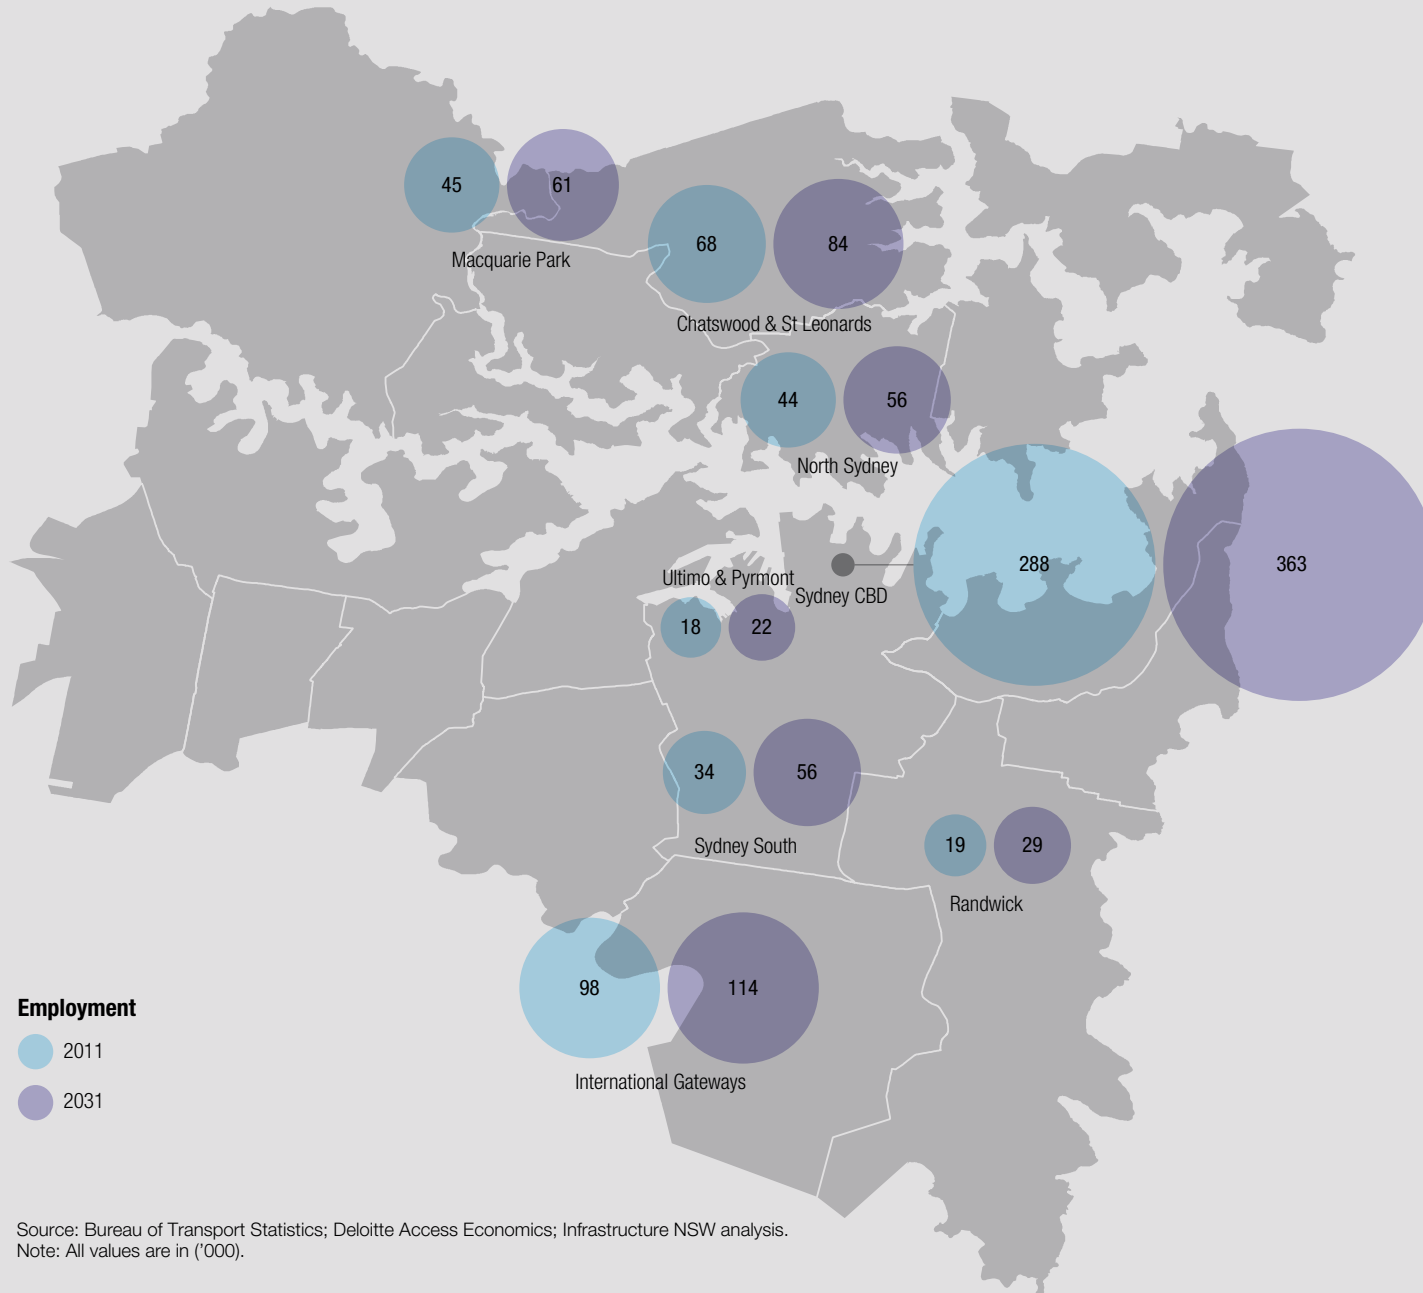 45
61
Macquarie Park
68
84
Chatswood & St Leonards
44
56
North Sydney
288
363
Sydney CBD
Ultimo & Pyrmont
18
22
34
56
Sydney South
19
29
Randwick
98
114
International Gateways
Employment
2011
2031
Source: Bureau of Transport Statistics; Deloitte Access Economics; Infrastructure NSW analysis.
Note: All values are in (’000).